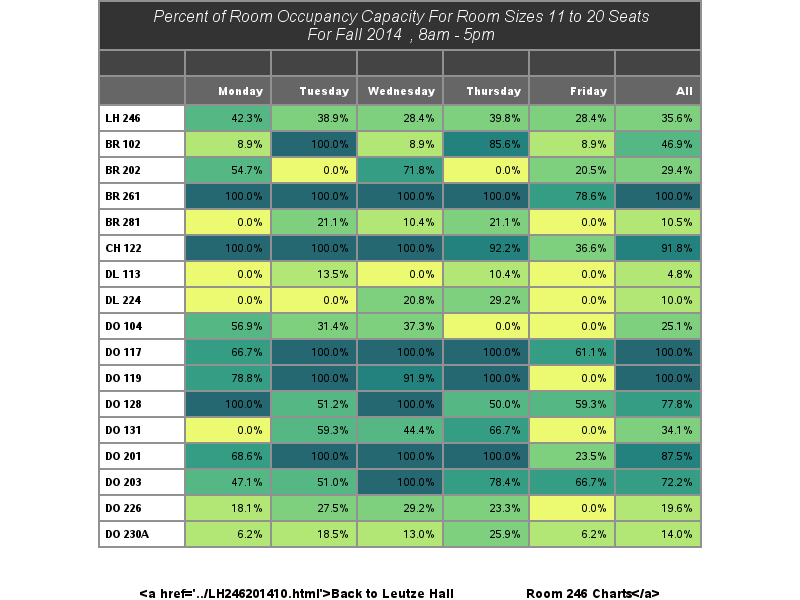 Percent of Room Occupancy Capacity For Room Sizes 11 to 20 Seats
For Fall 2014 , 8am - 5pm
Monday Tuesday Wednesday Thursday Friday All
LH 246 42.3% 38.9% 28.4% 39.8% 28.4% 35.6%
BR 102 8.9% 100.0% 8.9% 85.6% 8.9% 46.9%
BR 202 54.7% 0.0% 71.8% 0.0% 20.5% 29.4%
BR 261 100.0% 100.0% 100.0% 100.0% 78.6% 100.0%
BR 281 0.0% 21.1% 10.4% 21.1% 0.0% 10.5%
CH 122 100.0% 100.0% 100.0% 92.2% 36.6% 91.8%
DL 113 0.0% 13.5% 0.0% 10.4% 0.0% 4.8%
DL 224 0.0% 0.0% 20.8% 29.2% 0.0% 10.0%
DO 104 56.9% 31.4% 37.3% 0.0% 0.0% 25.1%
DO 117 66.7% 100.0% 100.0% 100.0% 61.1% 100.0%
DO 119 78.8% 100.0% 91.9% 100.0% 0.0% 100.0%
DO 128 100.0% 51.2% 100.0% 50.0% 59.3% 77.8%
DO 131 0.0% 59.3% 44.4% 66.7% 0.0% 34.1%
DO 201 68.6% 100.0% 100.0% 100.0% 23.5% 87.5%
DO 203 47.1% 51.0% 100.0% 78.4% 66.7% 72.2%
DO 226 18.1% 27.5% 29.2% 23.3% 0.0% 19.6%
DO 230A 6.2% 18.5% 13.0% 25.9% 6.2% 14.0%
<a href='../LH246201410.html'>Back to Leutze Hall Room 246 Charts</a>